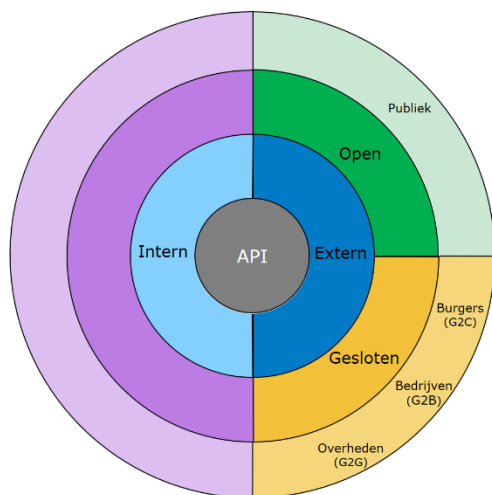 Publiek
Open
Intern
API
Extern
Burgers
(G2C)
Gesloten
Bedrijven
(G2B)
Overheden
(G2G)